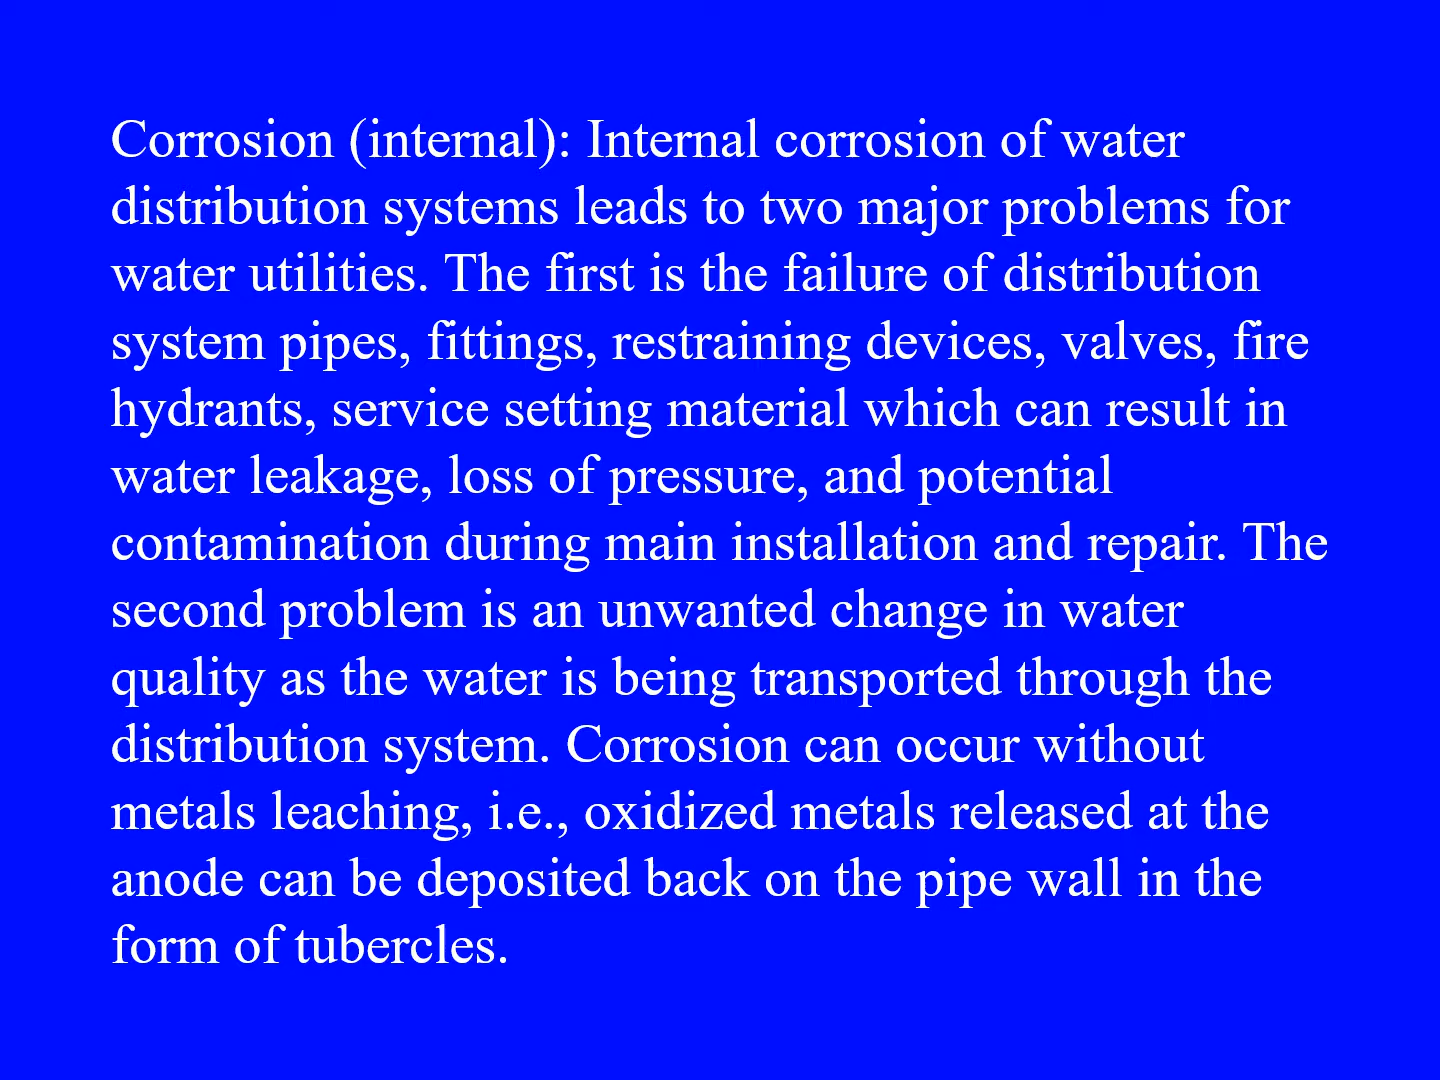 Corrosion (internal): Internal corrosion of water
distribution systems leads to two major problems for
water utilities. The first is the failure of distribution
system pipes, fittings, restraining devices, valves, fire
hydrants, service setting material which can result in
water leakage, loss of pressure, and potential
contamination during main installation and repair. The
second problem is an unwanted change in water
quality as the water is being transported through the
distribution system. Corrosion can occur without
metals leaching, i.e., oxidized metals released at the
anode can be deposited back on the pipe wall in the
form of tubercles.